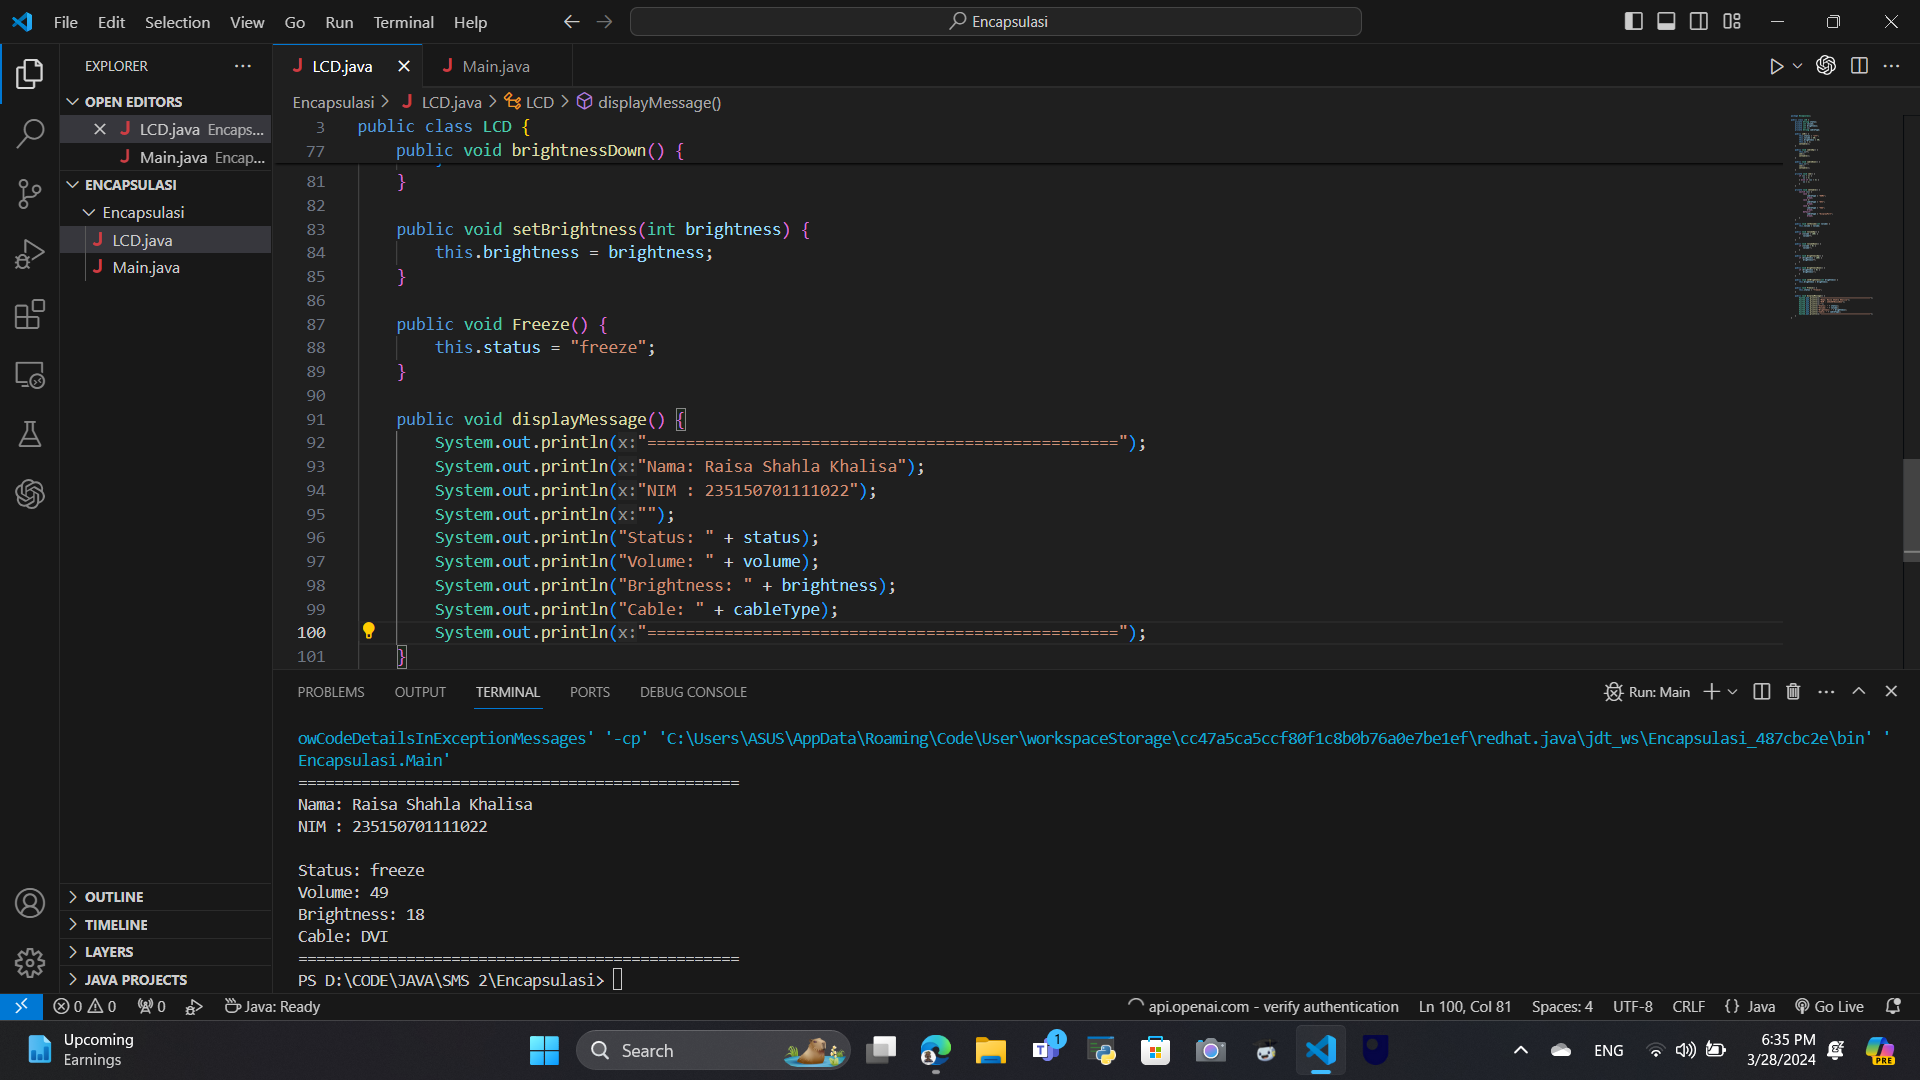 File Edit Selection View Go Run Terminal Help
Encapsulasi
EXPLORER
OPEN EDITORS
LCD.java Encaps...
Main.java Encap...
ENCAPSULASI
Encapsulasi
LCD.java
Main.java
OUTLINE
TIMELINE
LAYERS
JAVA PROJECTS
LCD.java
Main.java
Encapsulasi > LCD.java > LCD > displayMessage()
3 public class LCD {
77 public void brightnessDown() {
81 }
82
83 public void setBrightness(int brightness) {
84 this.brightness = brightness;
85 }
86
87 public void Freeze() {
88 this.status = "freeze";
89 }
90
91 public void displayMessage() {
92 System.out.println(x:"=================================================");
93 System.out.println(x:"Nama: Raisa Shahla Khalisa");
94 System.out.println(x:"NIM : 235150701111022");
95 System.out.println(x:"");
96 System.out.println("Status: " + status);
97 System.out.println("Volume: " + volume);
98 System.out.println("Brightness: " + brightness);
99 System.out.println("Cable: " + cableType);
100 System.out.println(x:"=================================================");
101 }
PROBLEMS OUTPUT TERMINAL PORTS DEBUG CONSOLE
Run: Main
owCodeDetailsInExceptionMessages' '-cp' 'C:\Users\ASUS\AppData\Roaming\Code\User\workspaceStorage\cc47a5ca5ccf80f1c8b0b76a0e7be1ef\redhat.java\jdt_ws\Encapsulasi_487cbc2e\bin' '
Encapsulasi.Main'
=================================================
Nama: Raisa Shahla Khalisa
NIM : 235150701111022
Status: freeze
Volume: 49
Brightness: 18
Cable: DVI
=================================================
PS D:\CODE\JAVA\SMS 2\Encapsulasi>
0 0 0 Java: Ready
api.openai.com - verify authentication Ln 100, Col 81 Spaces: 4 UTF-8 CRLF {} Java Go Live
Upcoming
Earnings
Search
1
ENG
6:35 PM
3/28/2024
PRE